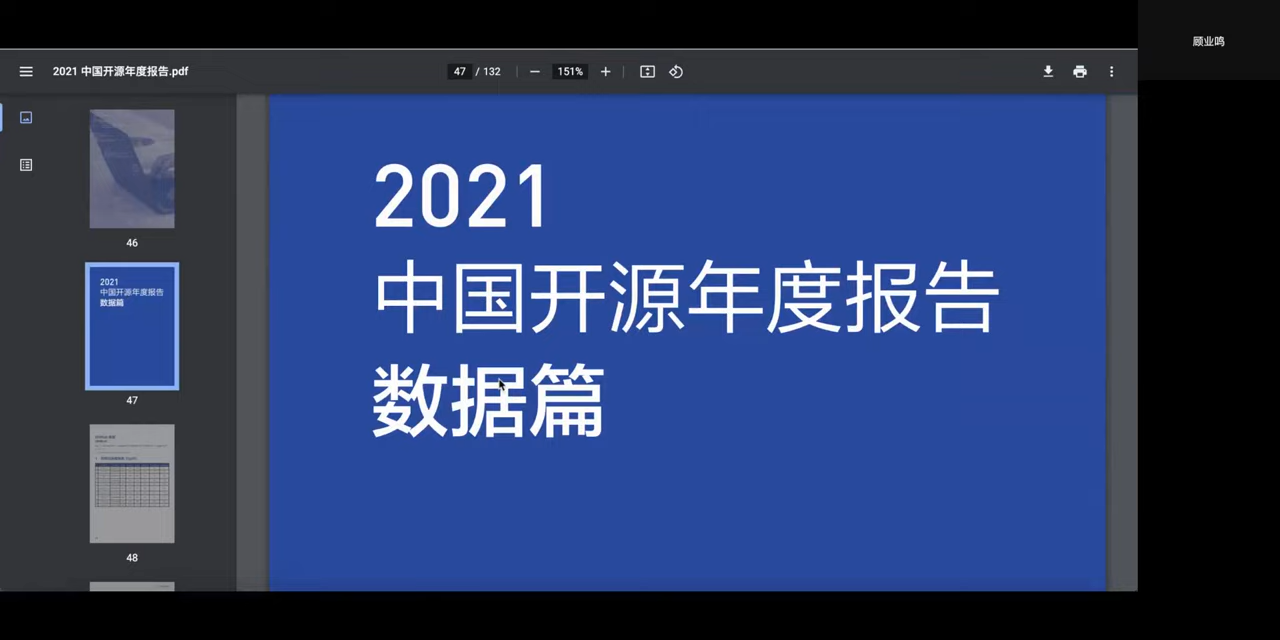 顾业鸣
2021 中国开源年度报告.pdf
47 / 132
151%
46
2021
中国开源年度报告
数据篇
47
48
2021
中国开源年度报告
数据篇